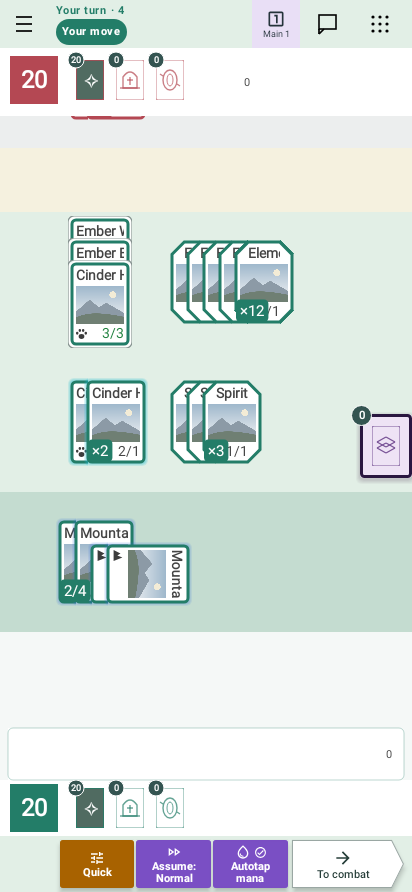 Your turn · 4
Your move
1
Main 1
20
20
0
0
0
Ember
Ember
Cinder
3/3
Elem
×12
/1
Cinder
×2
2/1
Spirit
×3
1/1
0
Mounta
Mounta
2/4
0
20
20
0
0
Quick
Assume:
Normal
Autotap
mana
To combat